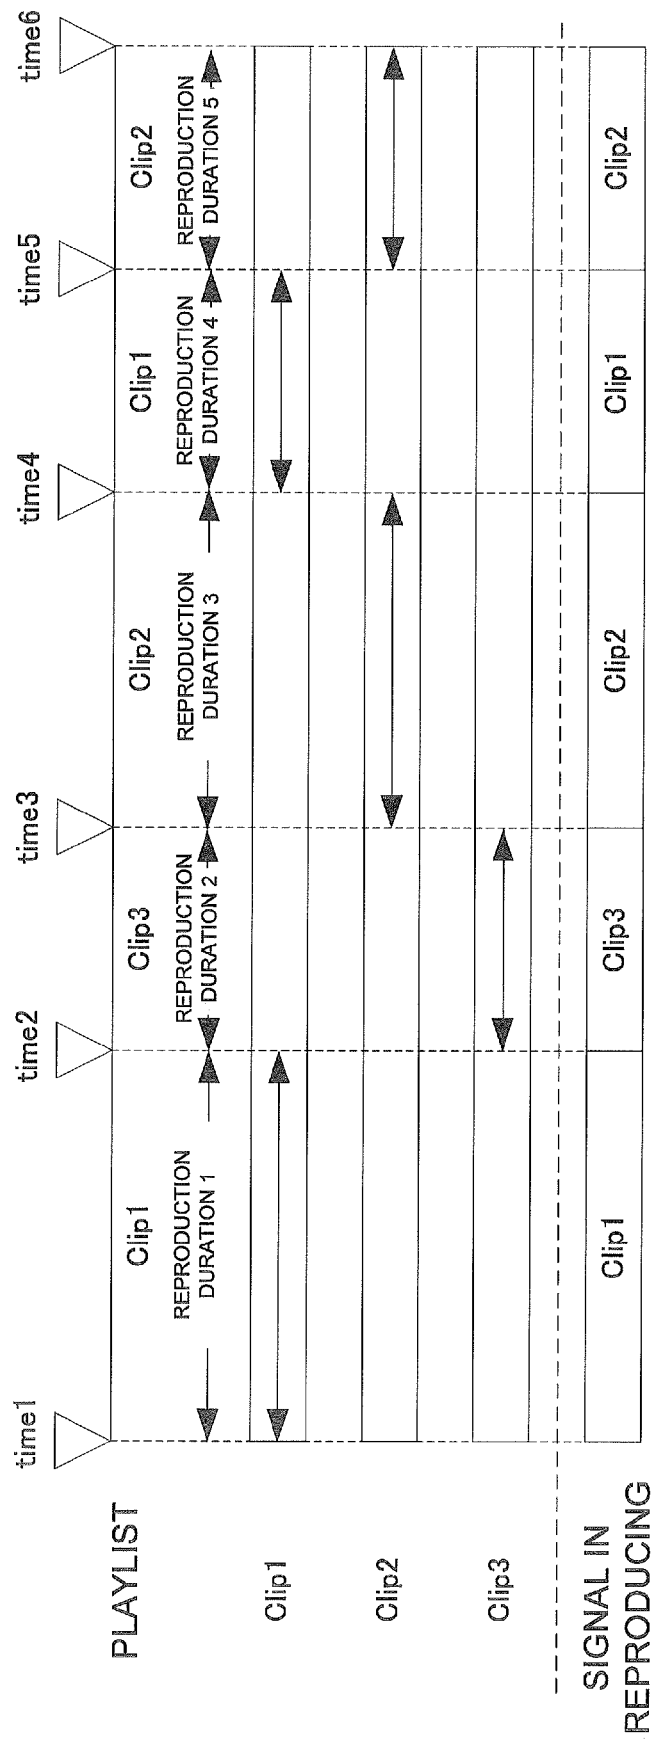 time1
time2
time3
time4
time5
time6
PLAYLIST
Clip1
Clip3
Clip2
Clip1
Clip2
REPRODUCTION
DURATION 1
REPRODUCTION
DURATION 2
REPRODUCTION
DURATION 3
REPRODUCTION
DURATION 4
REPRODUCTION
DURATION 5
Clip1
Clip2
Clip3
SIGNAL IN
REPRODUCING
Clip1
Clip3
Clip2
Clip1
Clip2